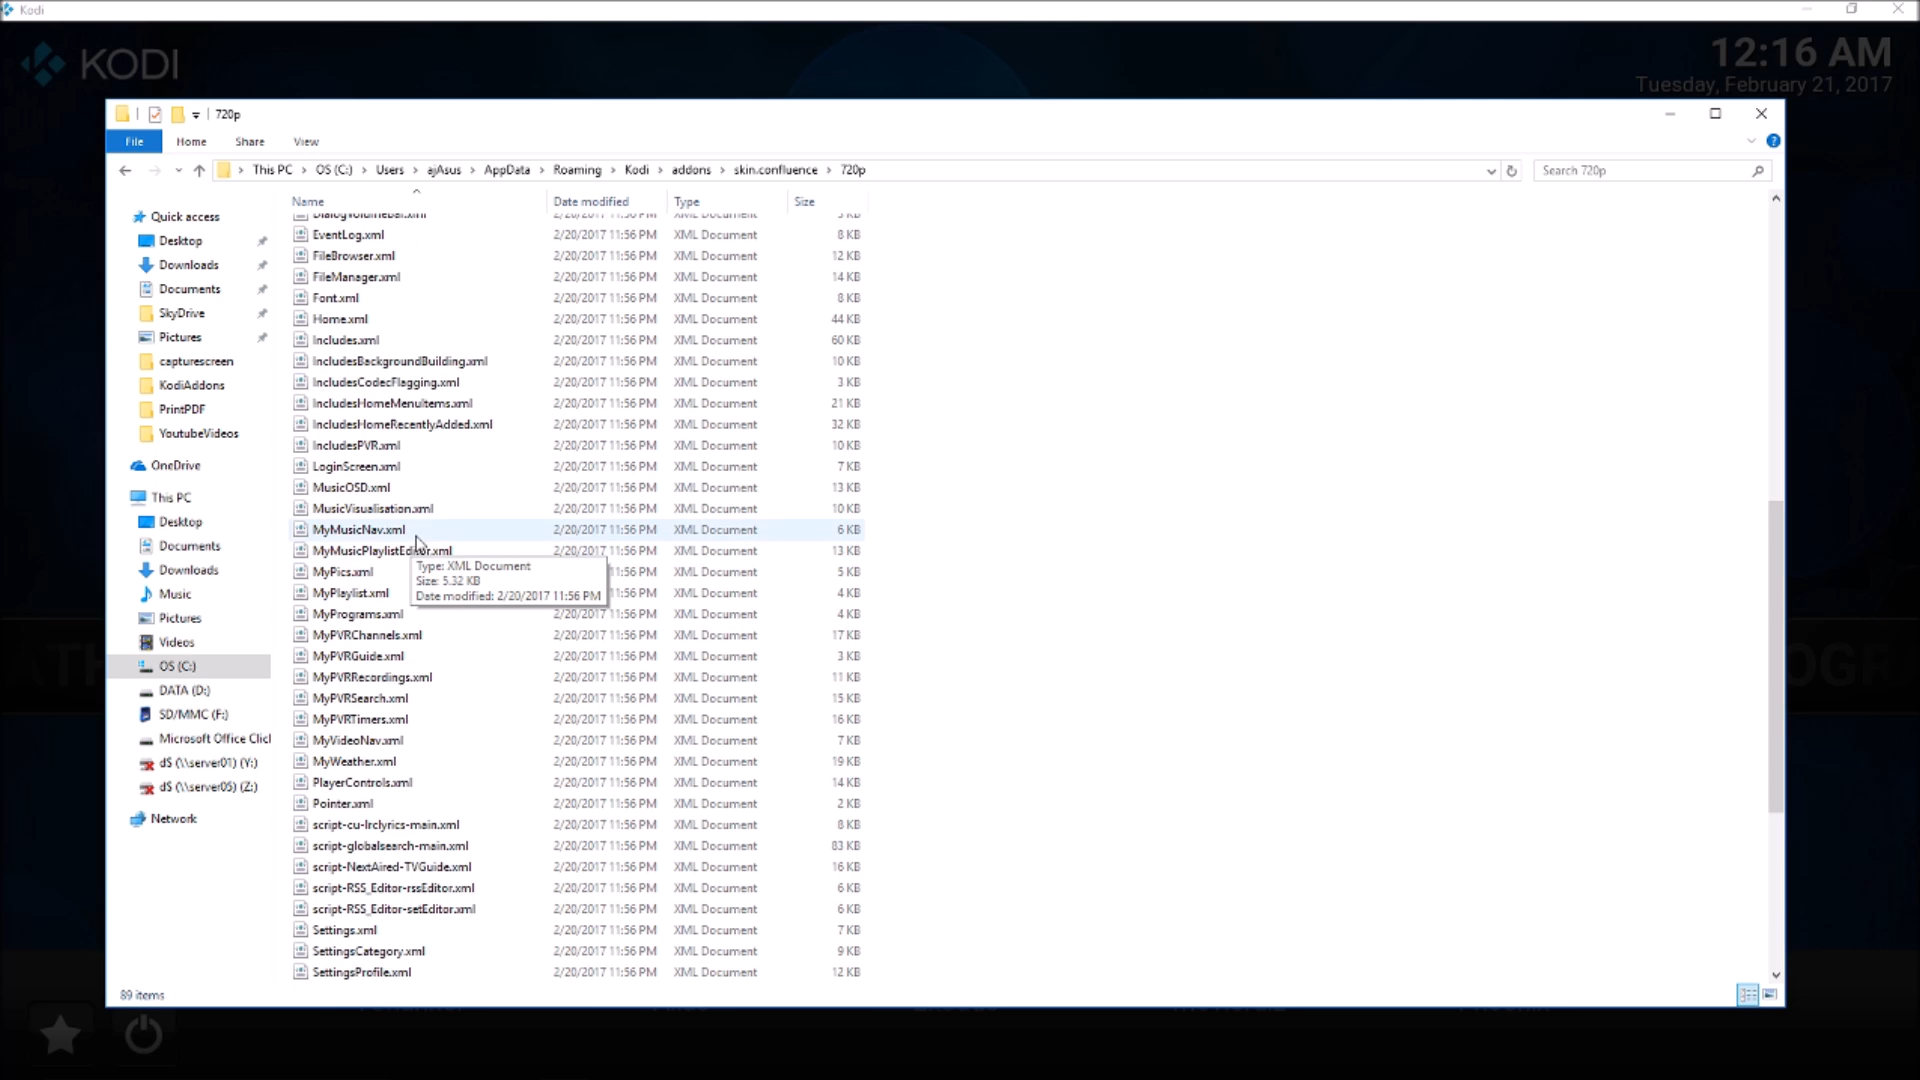 Kodi
KODI
12:16 AM
Tuesday, February 21, 2017
720p
File Home Share View
This PC > OS (C:) > Users > ajAsus > AppData > Roaming > Kodi > addons > skin.confluence > 720p
Search 720p
Name Date modified Type Size
DialogVolumeBar.xml 2/20/2017 11:56 PM XML Document 3 KB
EventLog.xml 2/20/2017 11:56 PM XML Document 8 KB
FileBrowser.xml 2/20/2017 11:56 PM XML Document 12 KB
FileManager.xml 2/20/2017 11:56 PM XML Document 14 KB
Font.xml 2/20/2017 11:56 PM XML Document 8 KB
Home.xml 2/20/2017 11:56 PM XML Document 44 KB
Includes.xml 2/20/2017 11:56 PM XML Document 60 KB
IncludesBackgroundBuilding.xml 2/20/2017 11:56 PM XML Document 10 KB
IncludesCodecFlagging.xml 2/20/2017 11:56 PM XML Document 3 KB
IncludesHomeMenuItems.xml 2/20/2017 11:56 PM XML Document 21 KB
IncludesHomeRecentlyAdded.xml 2/20/2017 11:56 PM XML Document 32 KB
IncludesPVR.xml 2/20/2017 11:56 PM XML Document 10 KB
LoginScreen.xml 2/20/2017 11:56 PM XML Document 7 KB
MusicOSD.xml 2/20/2017 11:56 PM XML Document 13 KB
MusicVisualisation.xml 2/20/2017 11:56 PM XML Document 10 KB
MyMusicNav.xml 2/20/2017 11:56 PM XML Document 6 KB
MyMusicPlaylistEditor.xml 2/20/2017 11:56 PM XML Document 13 KB
MyPics.xml 11:56 PM XML Document 5 KB
MyPlaylist.xml 11:56 PM XML Document 4 KB
MyPrograms.xml 2/20/2017 11:56 PM XML Document 4 KB
MyPVRChannels.xml 2/20/2017 11:56 PM XML Document 17 KB
MyPVRGuide.xml 2/20/2017 11:56 PM XML Document 3 KB
MyPVRRecordings.xml 2/20/2017 11:56 PM XML Document 11 KB
MyPVRSearch.xml 2/20/2017 11:56 PM XML Document 15 KB
MyPVRTimers.xml 2/20/2017 11:56 PM XML Document 16 KB
MyVideoNav.xml 2/20/2017 11:56 PM XML Document 7 KB
MyWeather.xml 2/20/2017 11:56 PM XML Document 19 KB
PlayerControls.xml 2/20/2017 11:56 PM XML Document 14 KB
Pointer.xml 2/20/2017 11:56 PM XML Document 2 KB
script-cu-lrclyrics-main.xml 2/20/2017 11:56 PM XML Document 8 KB
script-globalsearch-main.xml 2/20/2017 11:56 PM XML Document 83 KB
script-NextAired-TVGuide.xml 2/20/2017 11:56 PM XML Document 16 KB
script-RSS_Editor-rssEditor.xml 2/20/2017 11:56 PM XML Document 6 KB
script-RSS_Editor-setEditor.xml 2/20/2017 11:56 PM XML Document 6 KB
Settings.xml 2/20/2017 11:56 PM XML Document 7 KB
SettingsCategory.xml 2/20/2017 11:56 PM XML Document 9 KB
SettingsProfile.xml 2/20/2017 11:56 PM XML Document 12 KB
Type: XML Document
Size: 5.32 KB
Date modified: 2/20/2017 11:56 PM
Quick access
Desktop
Downloads
Documents
SkyDrive
Pictures
capturescreen
KodiAddons
PrintPDF
YoutubeVideos
OneDrive
This PC
Desktop
Documents
Downloads
Music
Pictures
Videos
OS (C:)
DATA (D:)
SD/MMC (F:)
Microsoft Office Clicl
d$ (\\server01) (Y:)
d$ (\\server05) (Z:)
Network
89 items